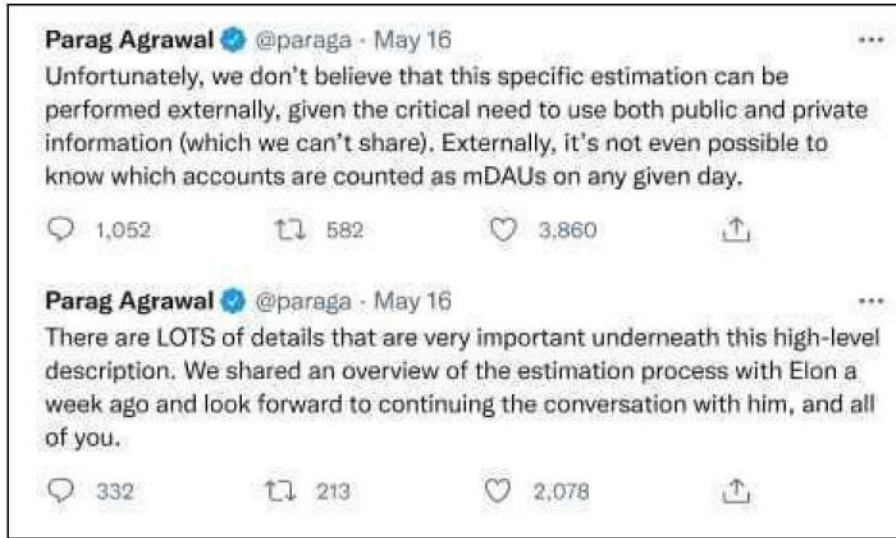 Parag Agrawal @paraga · May 16
Unfortunately, we don't believe that this specific estimation can be
performed externally, given the critical need to use both public and private
information (which we can't share). Externally, it's not even possible to
know which accounts are counted as mDAUs on any given day.
1,052 582 3,860
Parag Agrawal @paraga · May 16
There are LOTS of details that are very important underneath this high-level
description. We shared an overview of the estimation process with Elon a
week ago and look forward to continuing the conversation with him, and all
of you.
332 213 2,078